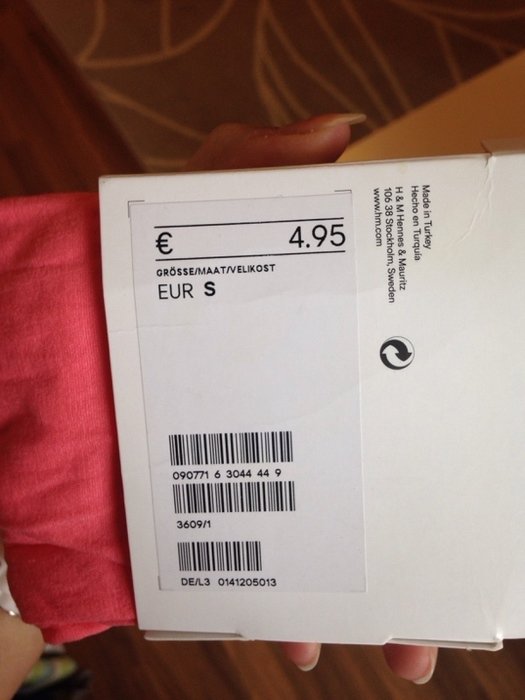 € 4.95
GRÖSSE/MAAT/VELIKOST
EUR S
090771 6 3044 44 9
3609/1
DE/L3 0141205013
Made in Turkey
Hecho en Turquía
H & M Hennes & Mauritz
106 38 Stockholm, Sweden
www.hm.com